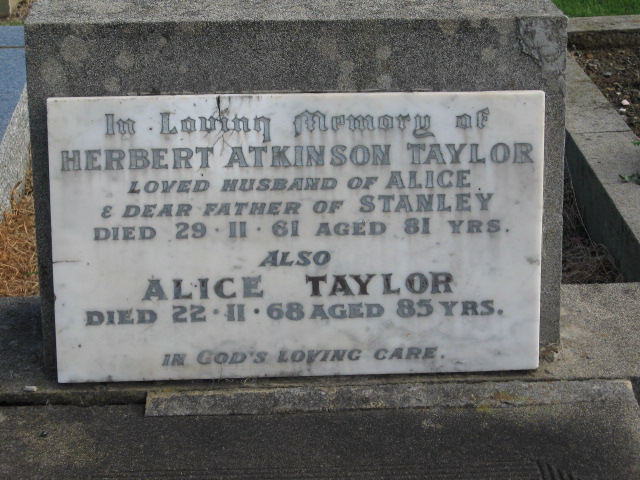 In Loving Memory of
HERBERT ATKINSON TAYLOR
LOVED HUSBAND OF ALICE
& DEAR FATHER OF STANLEY
DIED 29·11·61 AGED 81 YRS.
ALSO
ALICE TAYLOR
DIED 22·11·68 AGED 85 YRS.
IN GOD'S LOVING CARE.